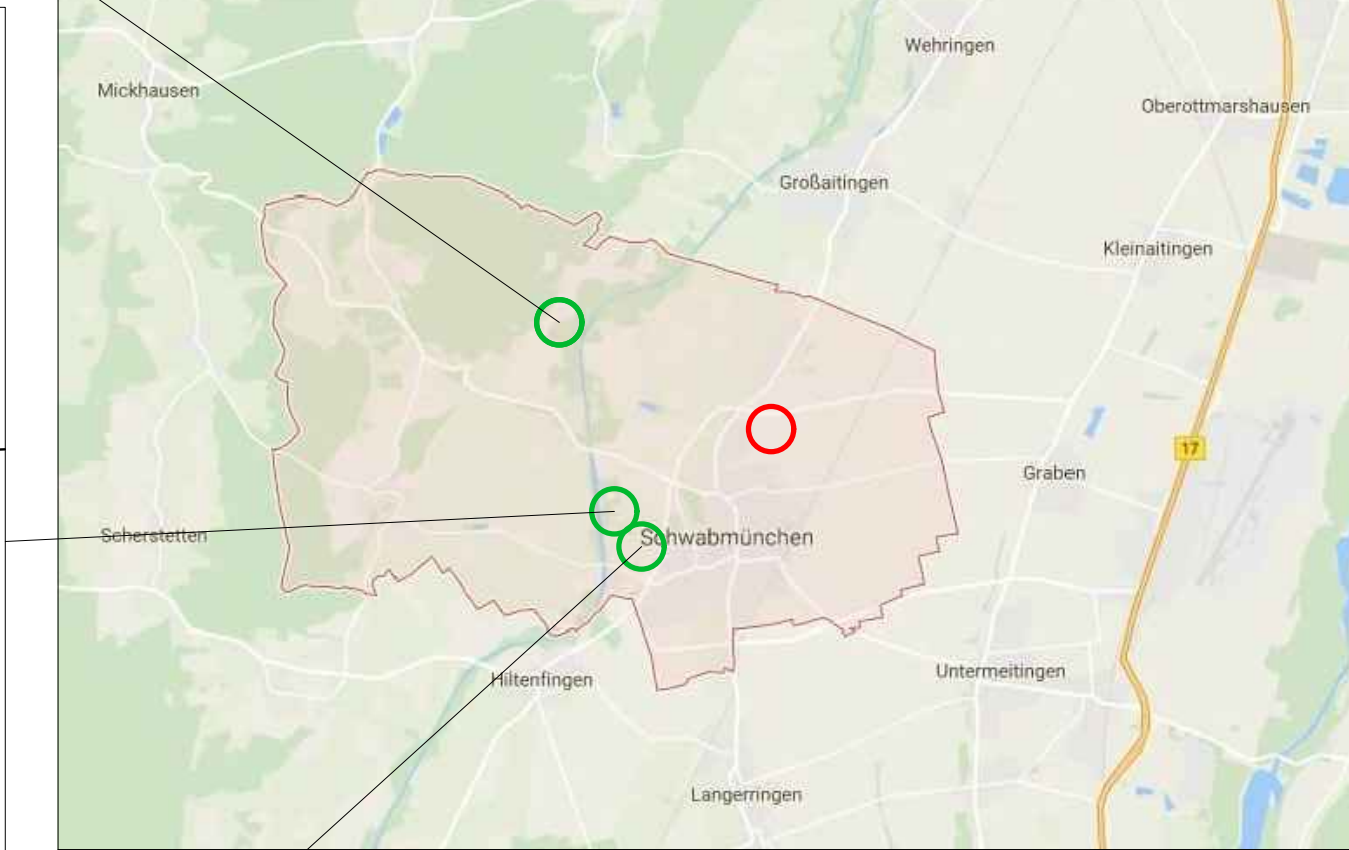 Wehringen
Mickhausen
Oberottmarshausen
Großaitingen
Kleinaitingen
17
Graben
Scherstetten
Schwabmünchen
Untermeitingen
Hiltenfingen
Langerringen